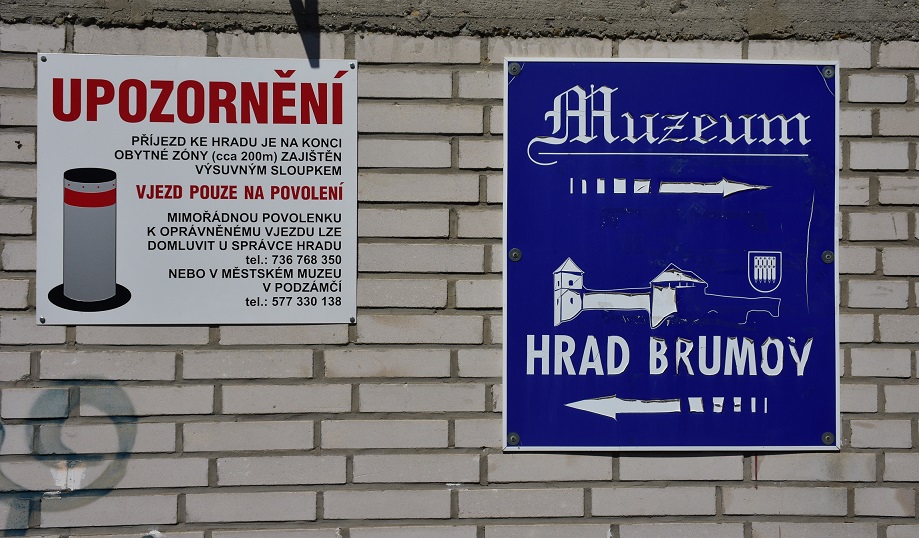 UPOZORNĚNÍ
PŘÍJEZD KE HRADU JE NA KONCI
OBYTNÉ ZÓNY (cca 200m) ZAJIŠTĚN
VÝSUVNÝM SLOUPKEM
VJEZD POUZE NA POVOLENÍ
MIMOŘÁDNOU POVOLENKU
K OPRÁVNĚNÉMU VJEZDU LZE
DOMLUVIT U SPRÁVCE HRADU
tel.: 736 768 350
NEBO V MĚSTSKÉM MUZEU
V PODZÁMČÍ
tel.: 577 330 138
Muzeum
HRAD BRUMOV